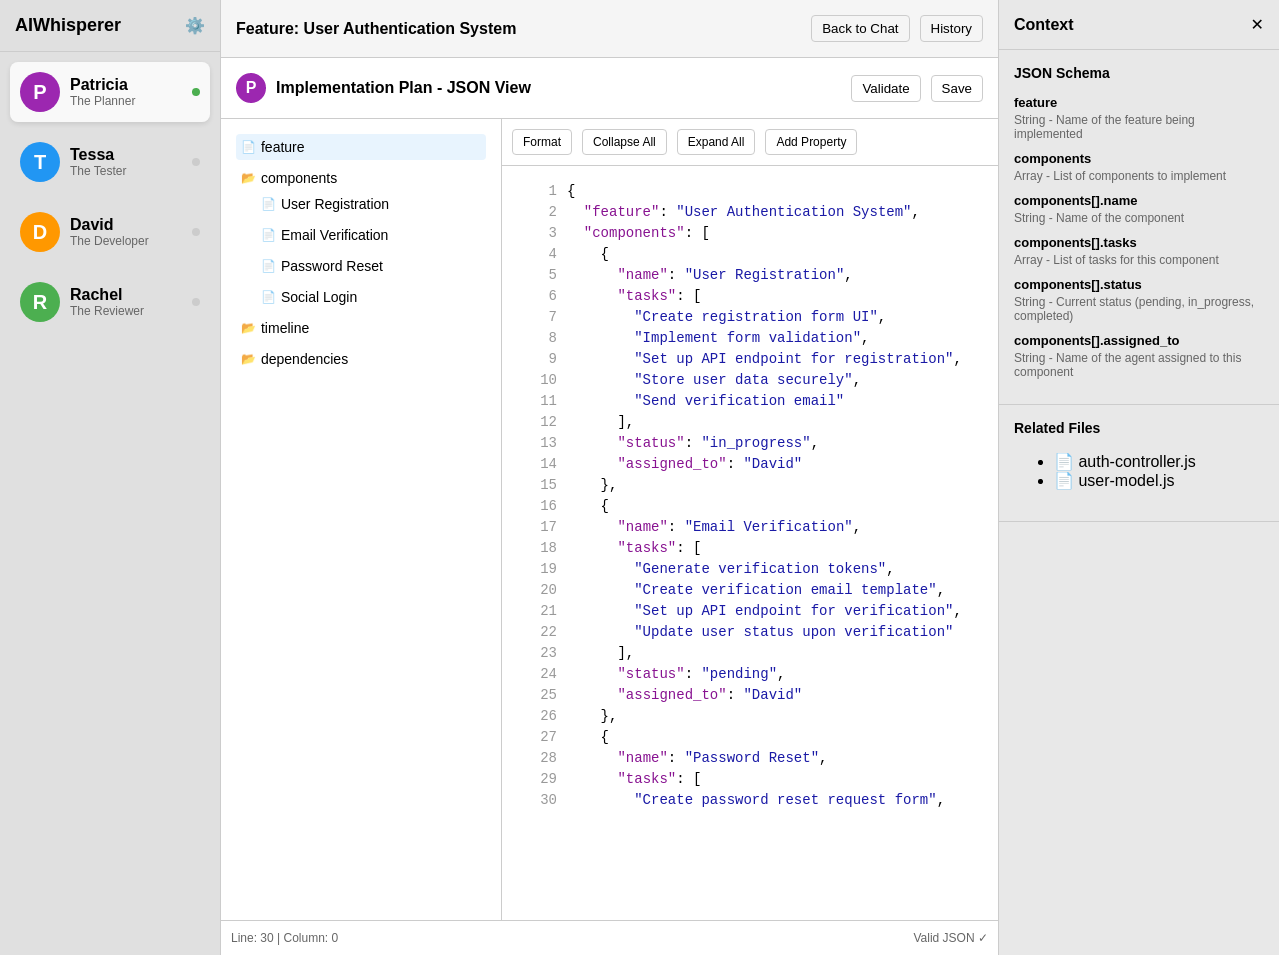 AIWhisperer
Feature: User Authentication System
Back to Chat
History
Context
✕
P
Patricia
The Planner
T
Tessa
The Tester
D
David
The Developer
R
Rachel
The Reviewer
P
Implementation Plan - JSON View
Validate
Save
feature
components
User Registration
Email Verification
Password Reset
Social Login
timeline
dependencies
Format
Collapse All
Expand All
Add Property
1 {
2 "feature": "User Authentication System",
3 "components": [
4 {
5 "name": "User Registration",
6 "tasks": [
7 "Create registration form UI",
8 "Implement form validation",
9 "Set up API endpoint for registration",
10 "Store user data securely",
11 "Send verification email"
12 ],
13 "status": "in_progress",
14 "assigned_to": "David"
15 },
16 {
17 "name": "Email Verification",
18 "tasks": [
19 "Generate verification tokens",
20 "Create verification email template",
21 "Set up API endpoint for verification",
22 "Update user status upon verification"
23 ],
24 "status": "pending",
25 "assigned_to": "David"
26 },
27 {
28 "name": "Password Reset",
29 "tasks": [
30 "Create password reset request form",
Line: 30 | Column: 0
Valid JSON ✓
JSON Schema
feature
String - Name of the feature being
implemented
components
Array - List of components to implement
components[].name
String - Name of the component
components[].tasks
Array - List of tasks for this component
components[].status
String - Current status (pending, in_progress,
completed)
components[].assigned_to
String - Name of the agent assigned to this
component
Related Files
auth-controller.js
user-model.js